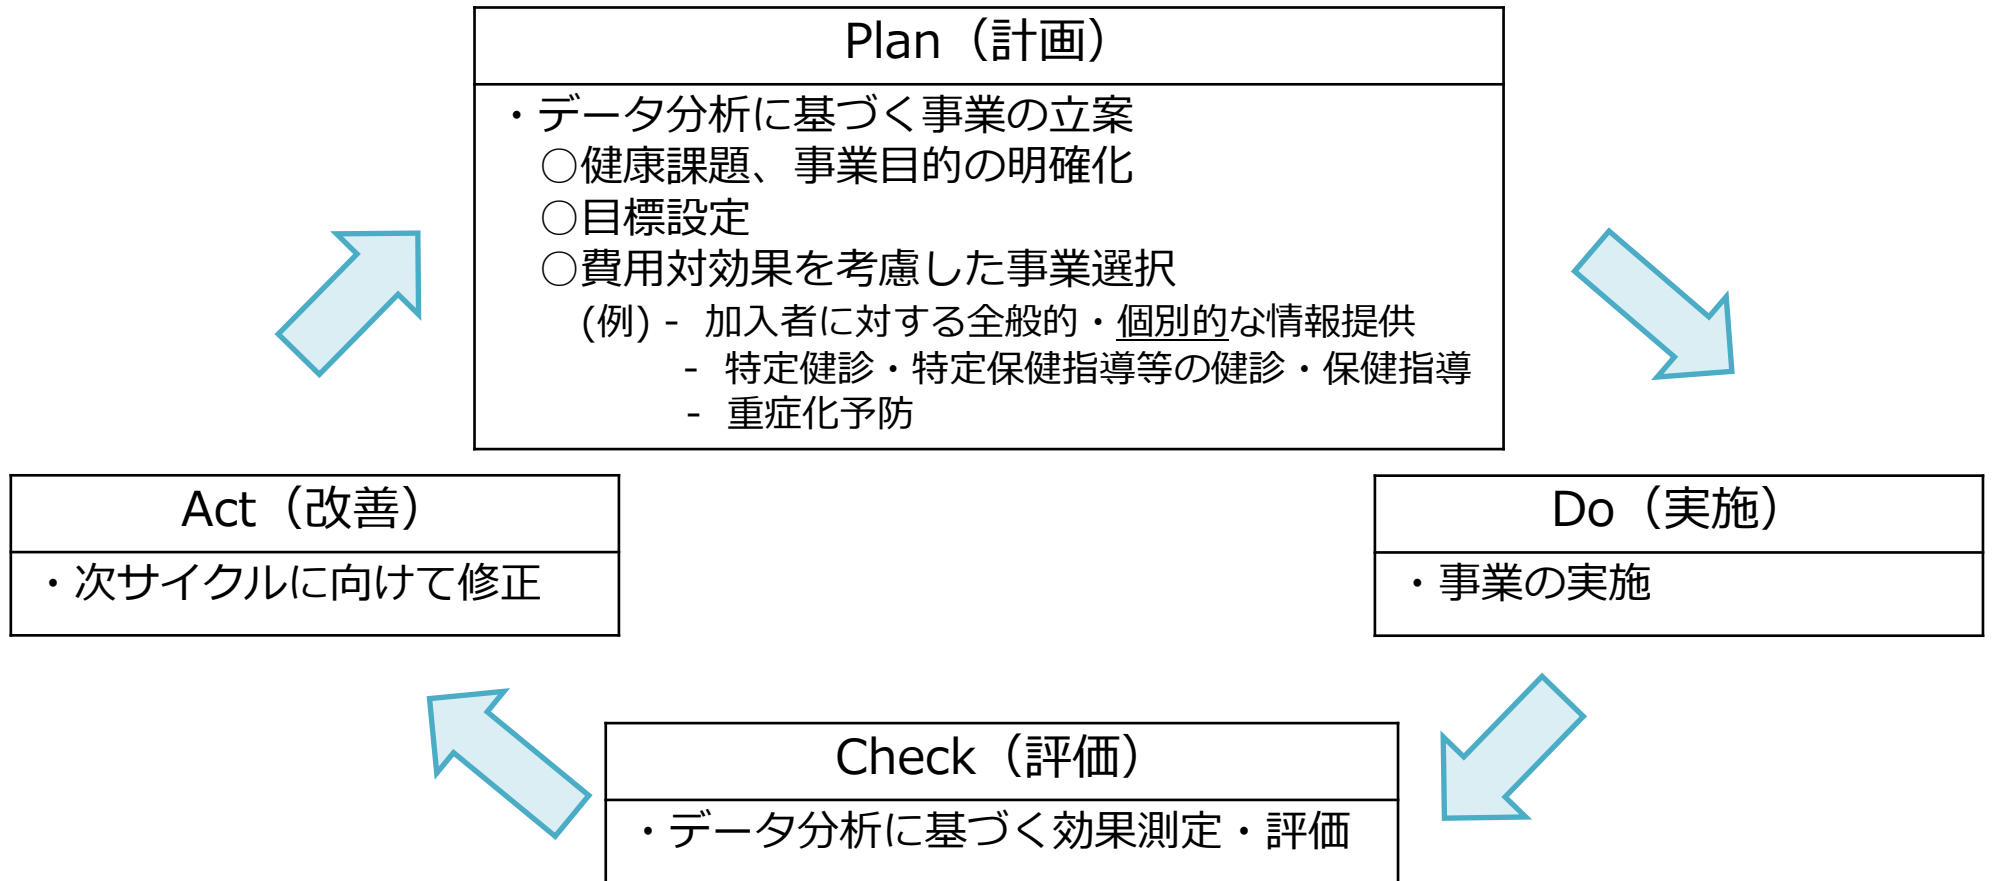 Plan（計画）
・データ分析に基づく事業の立案
○健康課題、事業目的の明確化
○目標設定
○費用対効果を考慮した事業選択
(例) - 加入者に対する全般的・個別的な情報提供
- 特定健診・特定保健指導等の健診・保健指導
- 重症化予防
Act（改善）
・次サイクルに向けて修正
Do（実施）
・事業の実施
Check（評価）
・データ分析に基づく効果測定・評価